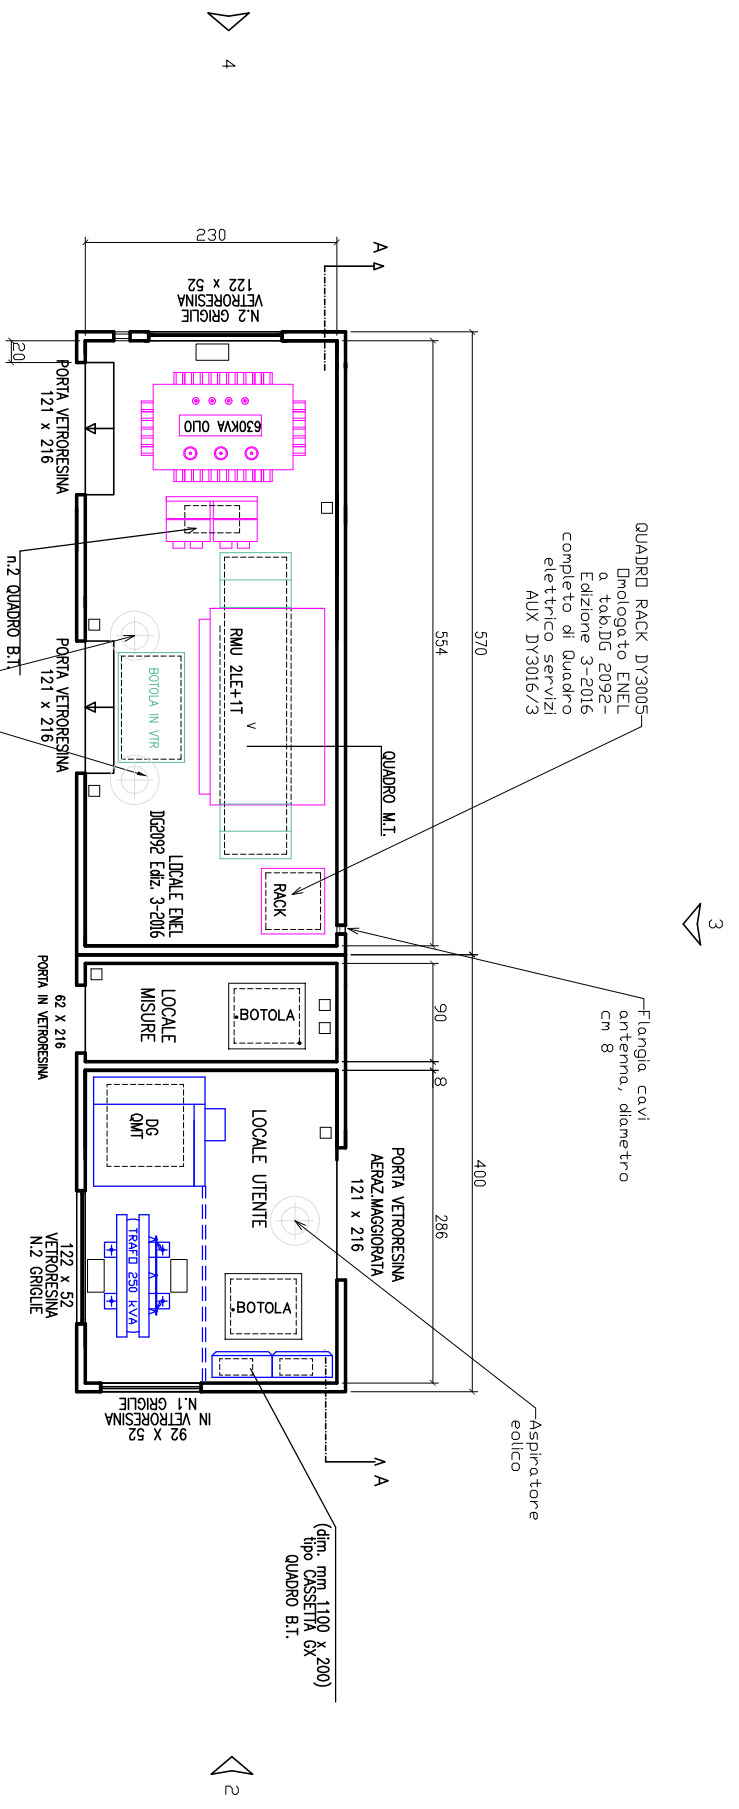 4
3
2
A
A
230
20
570
554
90
8
400
286
N.2 GRIGLIE
VETRORESINA
122 x 52
630KVA OLIO
PORTA VETRORESINA
121 x 216
n.2 QUADRO B.T.
PORTA VETRORESINA
121 x 216
BOTOLA IN VTR
RMU 2LE+1T
V
QUADRO M.T.
QUADRO RACK DY3005
Omologato ENEL
a tab.DG 2092-
Edizione 3-2016
completo di Quadro
elettrico servizi
AUX DY3016/3
RACK
LOCALE ENEL
DG2092 Ediz. 3-2016
Flangia cavi
antenna, diametro
cm 8
62 X 216
PORTA IN VETRORESINA
LOCALE
MISURE
BOTOLA
DG
QMT
LOCALE UTENTE
PORTA VETRORESINA
AERAZ.MAGGIORATA
121 x 216
122 x 52
VETRORESINA
N.2 GRIGLIE
TRAFO 250 kVA
BOTOLA
92 X 52
IN VETRORESINA
N.1 GRIGLIE
Aspiratore
eolico
(dim. mm 1100 x 200)
tipo CASSETTA GX
QUADRO B.T.